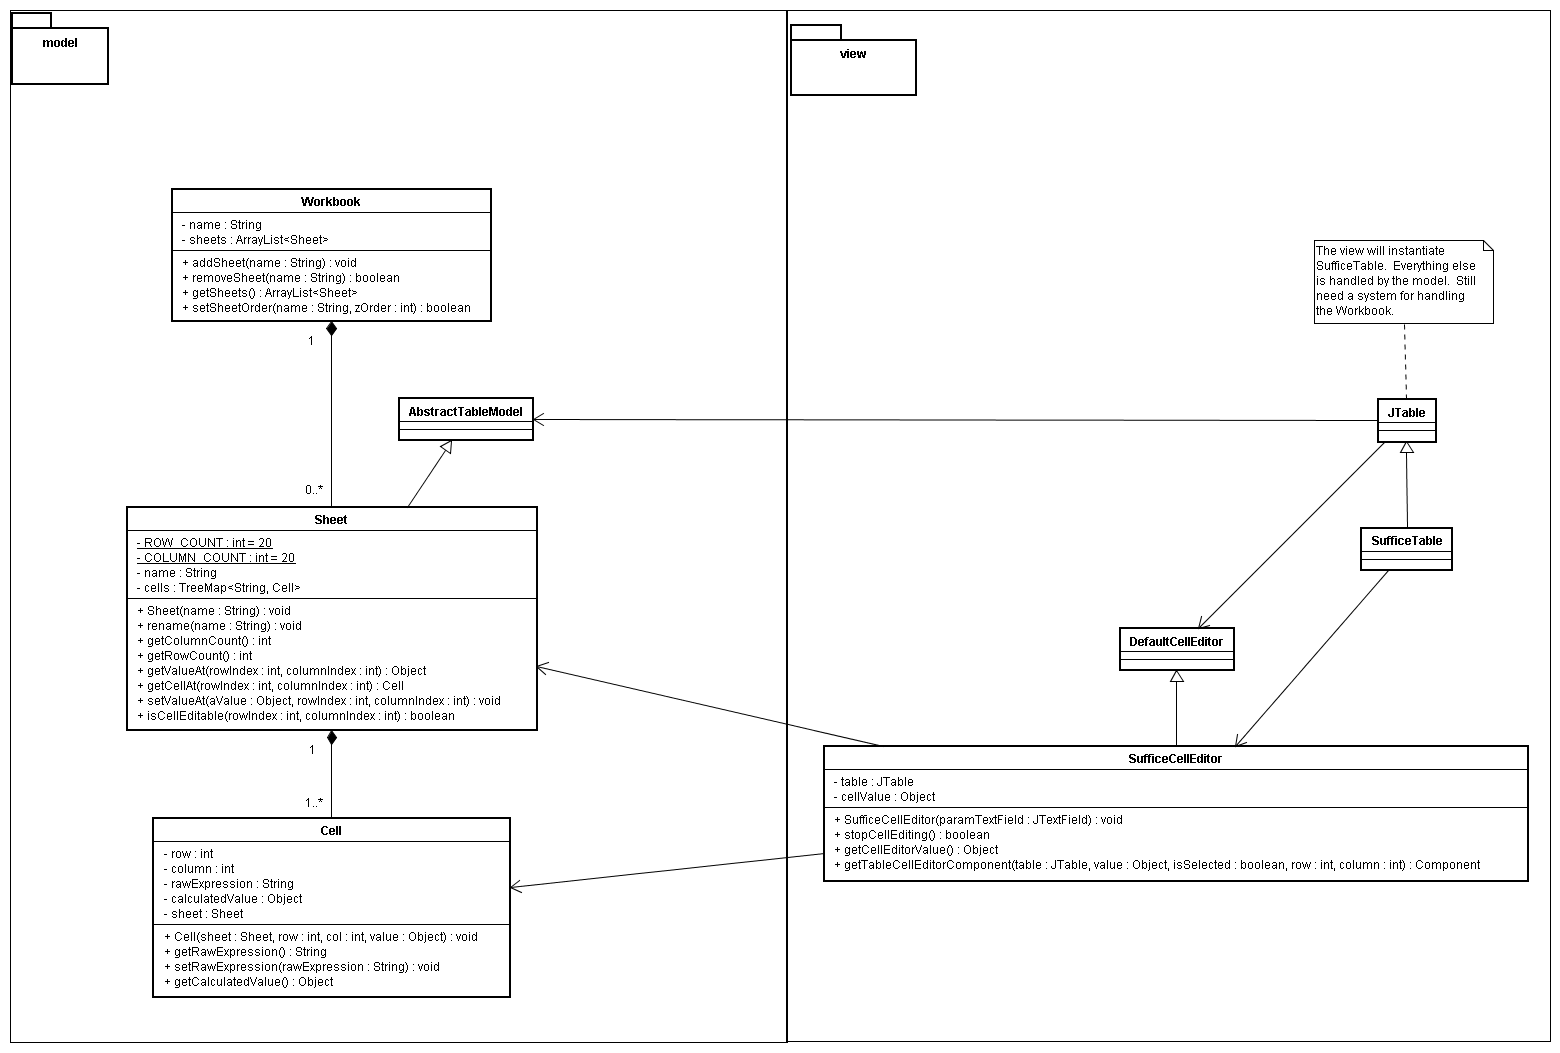 model
view
Workbook
- name : String
- sheets : ArrayList<Sheet>
+ addSheet(name : String) : void
+ removeSheet(name : String) : boolean
+ getSheets() : ArrayList<Sheet>
+ setSheetOrder(name : String, zOrder : int) : boolean
1
0..*
The view will instantiate
SufficeTable.  Everything else
is handled by the model.  Still
need a system for handling
the Workbook.
AbstractTableModel
JTable
Sheet
- ROW_COUNT : int = 20
- COLUMN_COUNT : int = 20
- name : String
- cells : TreeMap<String, Cell>
+ Sheet(name : String) : void
+ rename(name : String) : void
+ getColumnCount() : int
+ getRowCount() : int
+ getValueAt(rowIndex : int, columnIndex : int) : Object
+ getCellAt(rowIndex : int, columnIndex : int) : Cell
+ setValueAt(aValue : Object, rowIndex : int, columnIndex : int) : void
+ isCellEditable(rowIndex : int, columnIndex : int) : boolean
SufficeTable
DefaultCellEditor
1
1..*
SufficeCellEditor
- table : JTable
- cellValue : Object
+ SufficeCellEditor(paramTextField : JTextField) : void
+ stopCellEditing() : boolean
+ getCellEditorValue() : Object
+ getTableCellEditorComponent(table : JTable, value : Object, isSelected : boolean, row : int, column : int) : Component
Cell
- row : int
- column : int
- rawExpression : String
- calculatedValue : Object
- sheet : Sheet
+ Cell(sheet : Sheet, row : int, col : int, value : Object) : void
+ getRawExpression() : String
+ setRawExpression(rawExpression : String) : void
+ getCalculatedValue() : Object